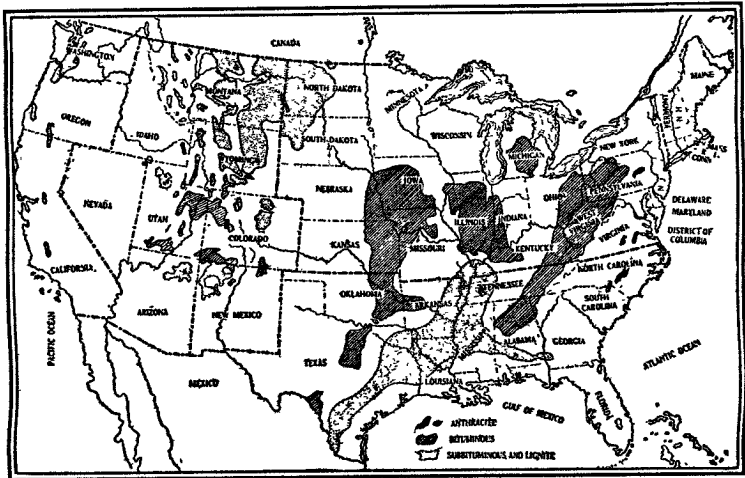 CANADA
WASHINGTON
MONTANA
NORTH DAKOTA
MINNESOTA
MAINE
OREGON
IDAHO
SOUTH DAKOTA
WISCONSIN
MICHIGAN
NEW YORK
VERMONT
N H
MASS
CONN
NEBRASKA
IOWA
PENNSYLVANIA
NEVADA
UTAH
COLORADO
ILLINOIS
INDIANA
OHIO
WEST
VIRGINIA
DELAWARE
MARYLAND
DISTRICT OF
COLUMBIA
KANSAS
MISSOURI
KENTUCKY
VIRGINIA
CALIFORNIA
NORTH CAROLINA
TENNESSEE
ARIZONA
NEW MEXICO
OKLAHOMA
ARKANSAS
SOUTH
CAROLINA
ALABAMA
GEORGIA
PACIFIC OCEAN
MEXICO
TEXAS
LOUISIANA
ATLANTIC OCEAN
GULF OF MEXICO
FLORIDA
ANTHRACITE
BITUMINOUS
SUBBITUMINOUS, AND LIGNITE